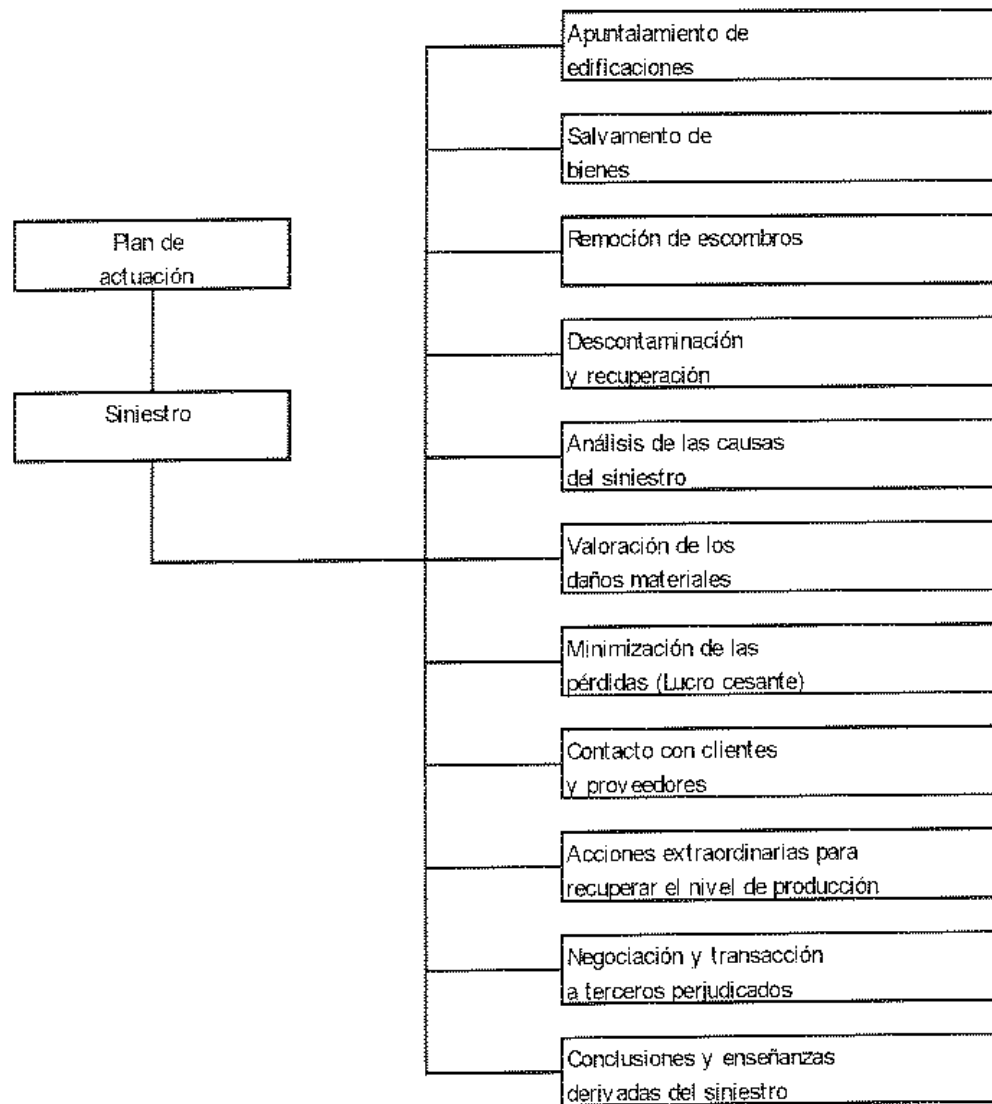 Plan de
actuación
Siniestro
Apuntalamiento de
edificaciones
Salvamento de
bienes
Remoción de escombros
Descontaminación
y recuperación
Análisis de las causas
del siniestro
Valoración de los
daños materiales
Minimización de las
pérdidas (Lucro cesante)
Contacto con clientes
y proveedores
Acciones extraordinarias para
recuperar el nivel de producción
Negociación y transacción
a terceros perjudicados
Conclusiones y enseñanzas
derivadas del siniestro